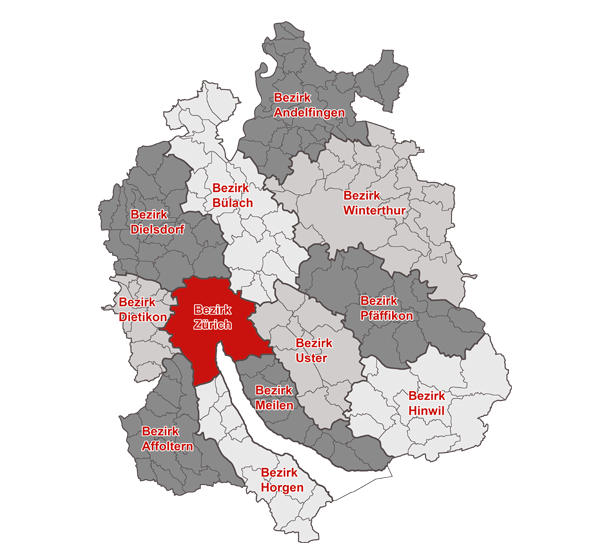 Bezirk
Andelfingen
Bezirk
Bülach
Bezirk
Winterthur
Bezirk
Dielsdorf
Bezirk
Dietikon
Bezirk
Zürich
Bezirk
Pfäffikon
Bezirk
Uster
Bezirk
Meilen
Bezirk
Hinwil
Bezirk
Affoltern
Bezirk
Horgen